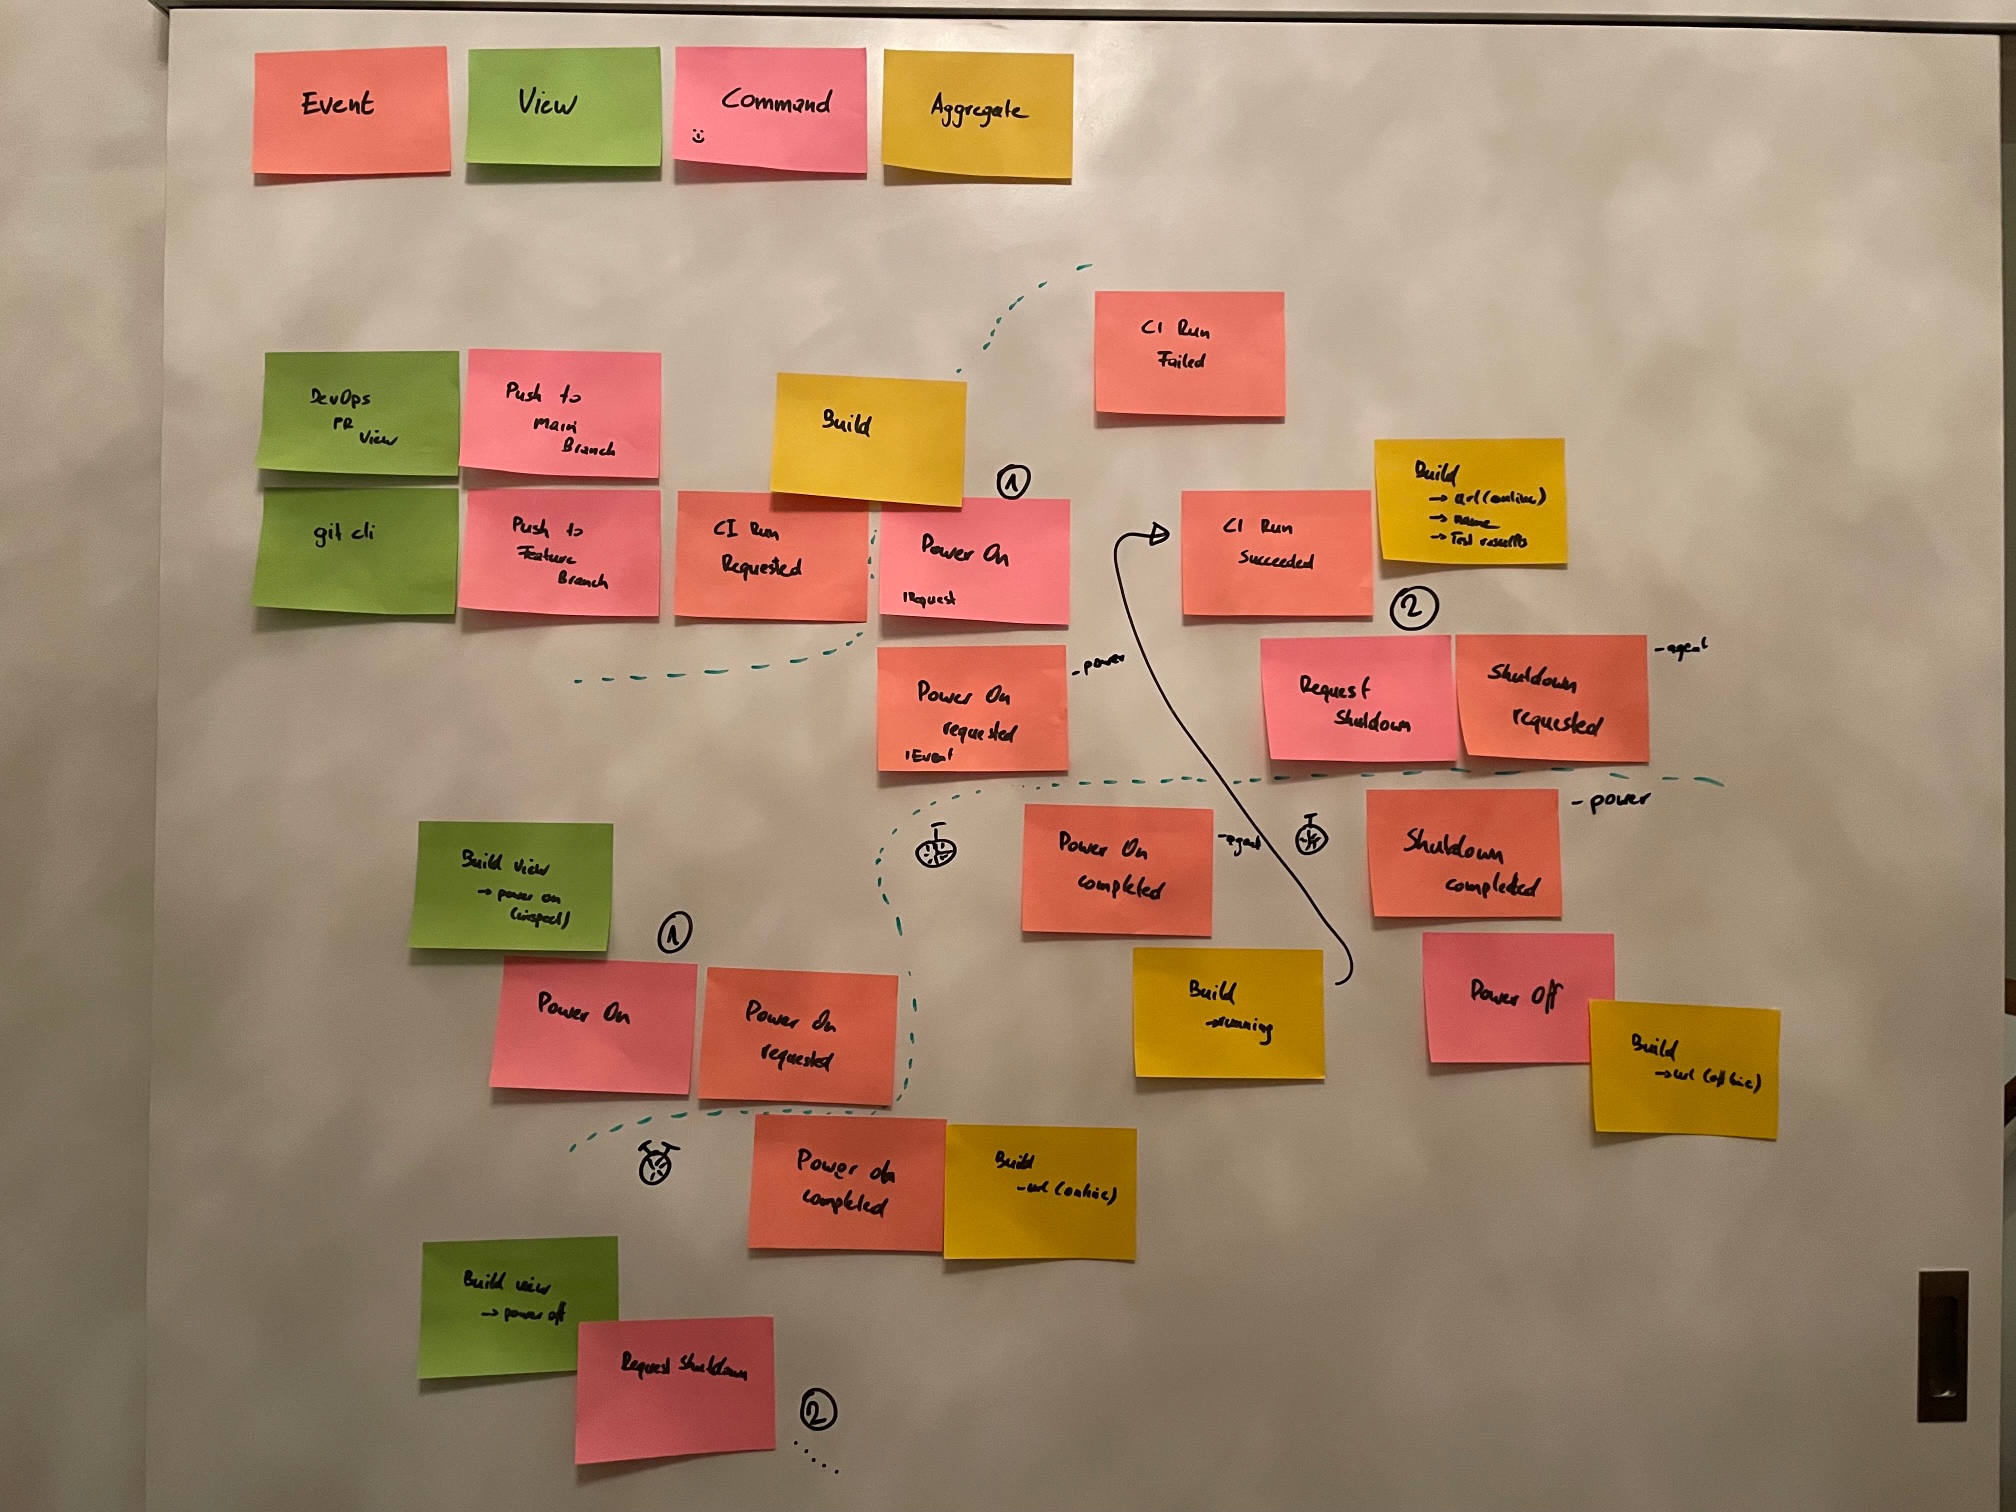 Event
View
Command
Aggregate
CI Run
Failed
DevOps
PR
View
Push to
Main
Branch
Build
1
git cli
Push to
Feature
Branch
CI Run
Requested
Power On
Request
CI Run
Succeeded
Build
→ url (online)
→ name
→ Test results
2
Power On
requested
Event
- power
Request
Shutdown
Shutdown
requested
- agent
Build view
→ power on
(inspect)
1
Power On
completed
- agent
Shutdown
completed
- power
Power On
Power On
requested
Build
→ running
Power Off
Build
→ url (offline)
Power on
completed
Build
- url (online)
Build view
→ power off
Request Shutdown
2